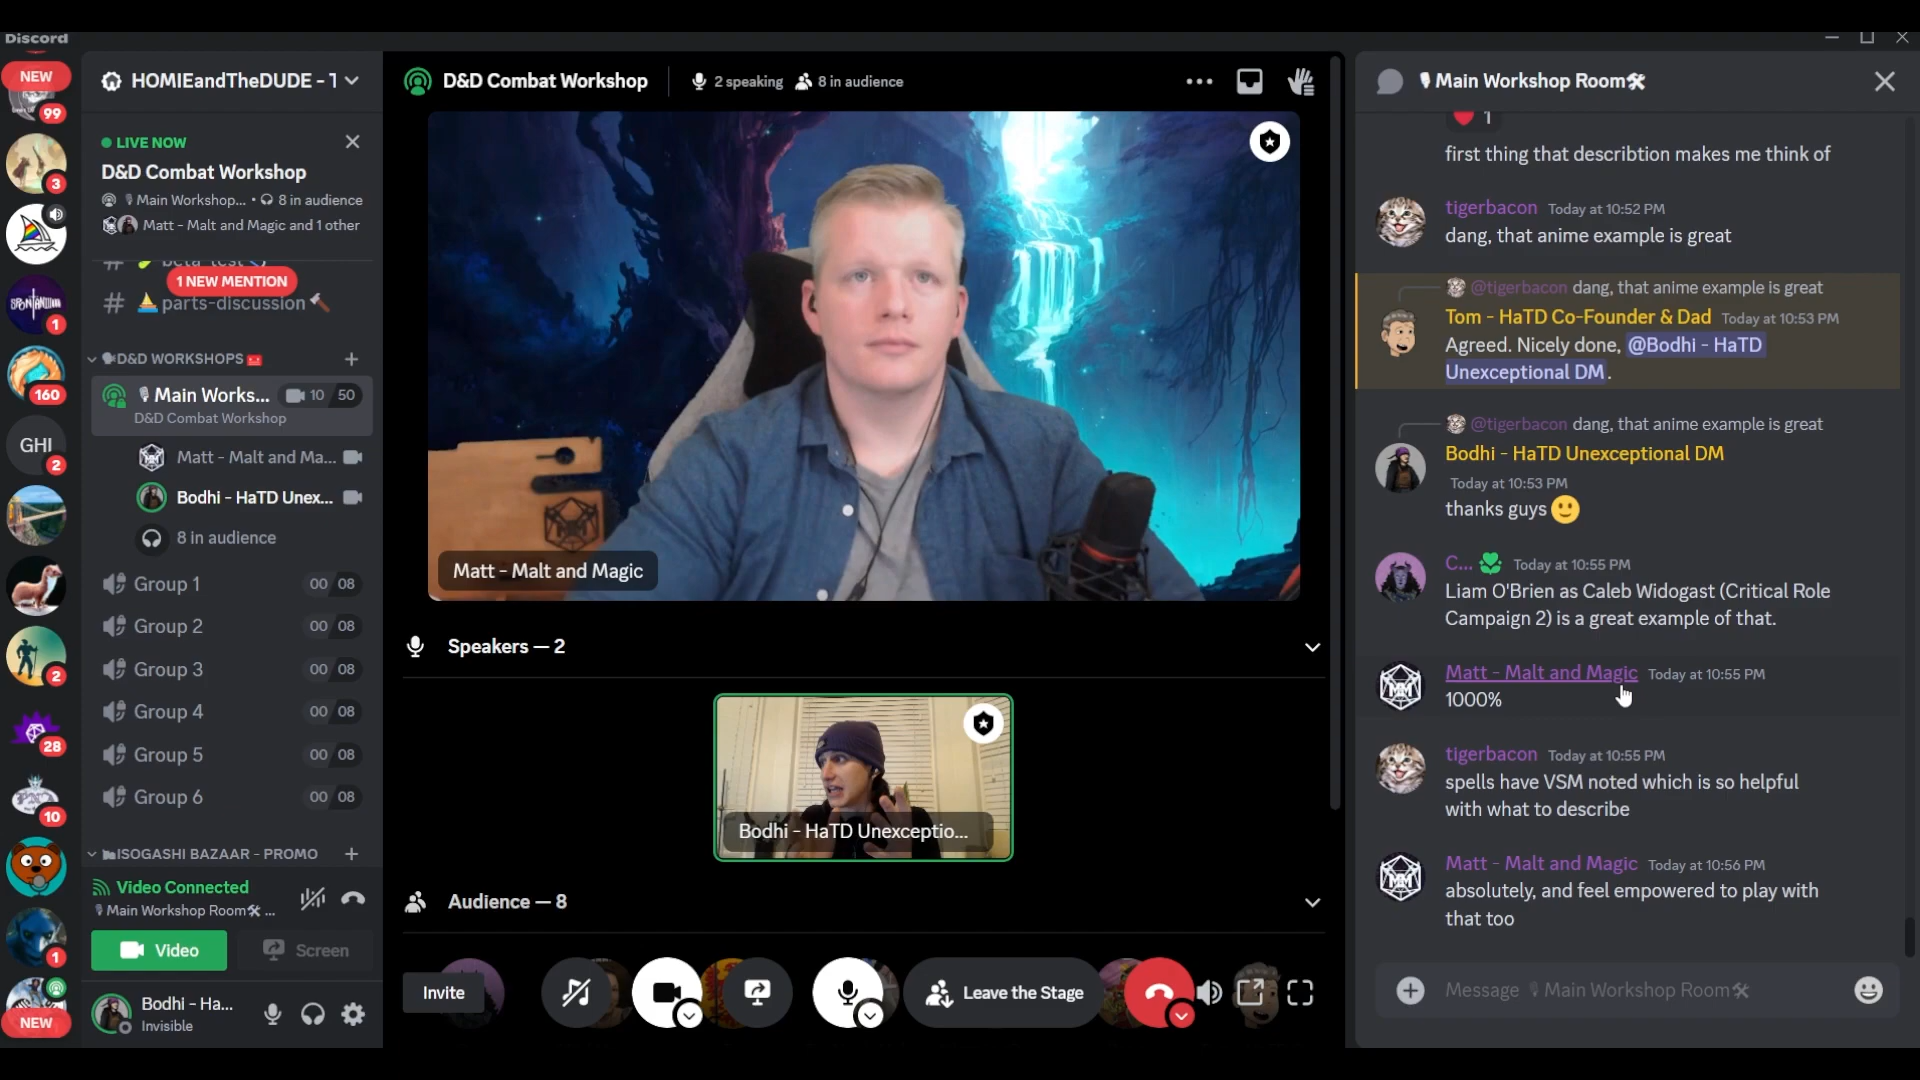 Discord
NEW
99
3
SPONTANIMM
1
160
GHI
2
2
28
10
1
NEW
HOMIEandTheDUDE - T
LIVE NOW
D&D Combat Workshop
Main Workshop... • 8 in audience
Matt - Malt and Magic and 1 other
1 NEW MENTION
# parts-discussion
D&D WORKSHOPS
Main Works... 10 50
D&D Combat Workshop
Matt - Malt and Ma...
Bodhi - HaTD Unex...
8 in audience
Group 1 00 08
Group 2 00 08
Group 3 00 08
Group 4 00 08
Group 5 00 08
Group 6 00 08
ISOGASHI BAZAAR - PROMO
Video Connected
Main Workshop Room ...
Video
Screen
Bodhi - Ha...
Invisible
D&D Combat Workshop
2 speaking 8 in audience
Matt - Malt and Magic
Speakers — 2
Bodhi - HaTD Unexceptio...
Audience — 8
Invite
Leave the Stage
Main Workshop Room
1
first thing that describtion makes me think of
tigerbacon Today at 10:52 PM
dang, that anime example is great
@tigerbacon dang, that anime example is great
Tom - HaTD Co-Founder & Dad Today at 10:53 PM
Agreed. Nicely done, @Bodhi - HaTD
Unexceptional DM .
@tigerbacon dang, that anime example is great
Bodhi - HaTD Unexceptional DM
Today at 10:53 PM
thanks guys
C... Today at 10:55 PM
Liam O'Brien as Caleb Widogast (Critical Role
Campaign 2) is a great example of that.
Matt - Malt and Magic Today at 10:55 PM
1000%
tigerbacon Today at 10:55 PM
spells have VSM noted which is so helpful
with what to describe
Matt - Malt and Magic Today at 10:56 PM
absolutely, and feel empowered to play with
that too
Message Main Workshop Room